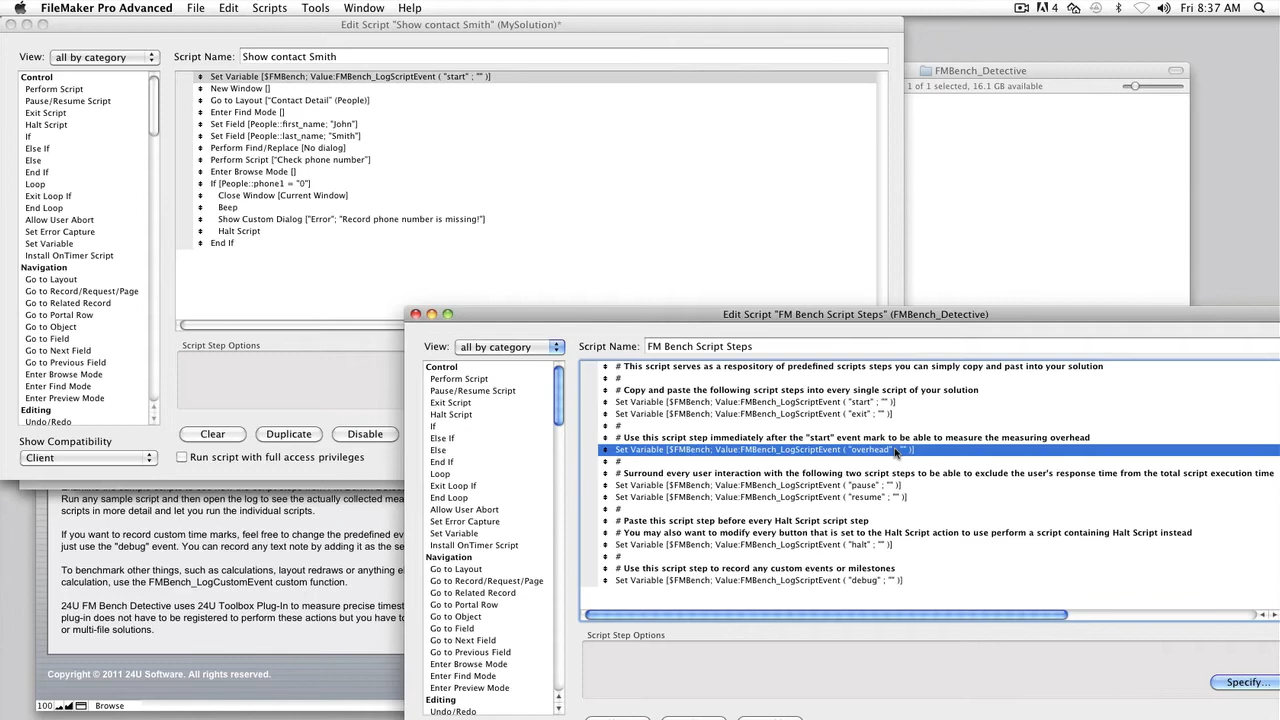 FileMaker Pro Advanced File Edit Scripts Tools Window Help 4 Fri 8:37 AM
Edit Script "Show contact Smith" (MySolution)*
View: all by category Script Name: Show contact Smith
Control
Perform Script
Pause/Resume Script
Exit Script
Halt Script
If
Else If
Else
End If
Loop
Exit Loop If
End Loop
Allow User Abort
Set Error Capture
Set Variable
Install OnTimer Script
Navigation
Go to Layout
Go to Record/Request/Page
Go to Related Record
Go to Portal Row
Go to Object
Go to Field
Go to Next Field
Go to Previous Field
Enter Browse Mode
Enter Find Mode
Enter Preview Mode
Editing
Undo/Redo
Show Compatibility
Client
Set Variable [$FMBench; Value:FMBench_LogScriptEvent ( "start" ; "" )]
New Window []
Go to Layout ["Contact Detail" (People)]
Enter Find Mode []
Set Field [People::first_name; "John"]
Set Field [People::last_name; "Smith"]
Perform Find/Replace [No dialog]
Perform Script ["Check phone number"]
Enter Browse Mode []
If [People::phone1 = "0"]
Close Window [Current Window]
Beep
Show Custom Dialog ["Error"; "Record phone number is missing!"]
Halt Script
End If
Script Step Options
Clear Duplicate Disable
Run script with full access privileges
FMBench_Detective
1 of 1 selected, 16.1 GB available
Edit Script "FM Bench Script Steps" (FMBench_Detective)
View: all by category Script Name: FM Bench Script Steps
Control
Perform Script
Pause/Resume Script
Exit Script
Halt Script
If
Else If
Else
End If
Loop
Exit Loop If
End Loop
Allow User Abort
Set Error Capture
Set Variable
Install OnTimer Script
Navigation
Go to Layout
Go to Record/Request/Page
Go to Related Record
Go to Portal Row
Go to Object
Go to Field
Go to Next Field
Go to Previous Field
Enter Browse Mode
Enter Find Mode
Enter Preview Mode
Editing
Undo/Redo
# This script serves as a respository of predefined scripts steps you can simply copy and past into your solution
#
# Copy and paste the following script steps into every single script of your solution
Set Variable [$FMBench; Value:FMBench_LogScriptEvent ( "start" ; "" )]
Set Variable [$FMBench; Value:FMBench_LogScriptEvent ( "exit" ; "" )]
#
# Use this script step immediately after the "start" event mark to be able to measure the measuring overhead
Set Variable [$FMBench; Value:FMBench_LogScriptEvent ( "overhead" ; "" )]
#
# Surround every user interaction with the following two script steps to be able to exclude the user's response time from the total script execution time
Set Variable [$FMBench; Value:FMBench_LogScriptEvent ( "pause" ; "" )]
Set Variable [$FMBench; Value:FMBench_LogScriptEvent ( "resume" ; "" )]
#
# Paste this script step before every Halt Script script step
# You may also want to modify every button that is set to the Halt Script action to use perform a script containing Halt Script
Set Variable [$FMBench; Value:FMBench_LogScriptEvent ( "halt" ; "" )]
#
# Use this script step to record any custom events or milestones
Set Variable [$FMBench; Value:FMBench_LogScriptEvent ( "debug" ; "" )]
Script Step Options
Specify...
Run any sample script and then open the log to see the actually collected mea
scripts in more detail and let you run the individual scripts.
If you want to record custom time marks, feel free to change the predefined ev
just use the "debug" event. You can record any text note by adding it as the se
To benchmark other things, such as calculations, layout redraws or anything el
calculation, use the FMBench_LogCustomEvent custom function.
24U FM Bench Detective uses 24U Toolbox Plug-In to measure precise timest
plug-in does not have to be registered to perform these actions but you have to
or multi-file solutions.
Copyright © 2011 24U Software. All rights reserved.
100 Browse